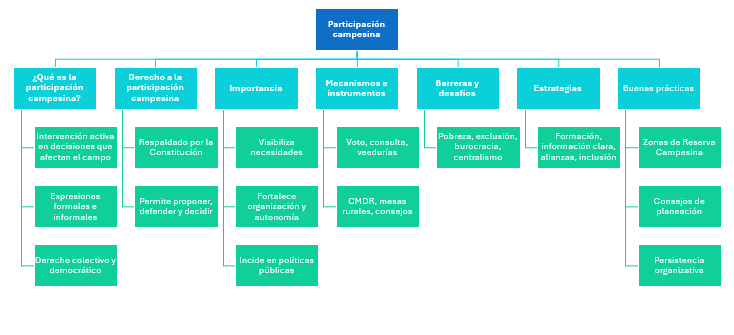 Participación
campesina
¿Qué es la
participación
campesina?
Intervención activa
en decisiones que
afectan el campo
Expresiones
formales e
informales
Derecho colectivo y
democrático
Derecho a la
participación
campesina
Respaldado por la
Constitución
Permite proponer,
defender y decidir
Importancia
Visibiliza
necesidades
Fortalece
organización y
autonomía
Incide en políticas
públicas
Mecanismos e
instrumentos
Voto, consulta,
veedurías
CMDR, mesas
rurales, consejos
Barreras y
desafíos
Pobreza, exclusión,
burocracia,
centralismo
Estrategias
Formación,
información clara,
alianzas, inclusión
Buenas prácticas
Zonas de Reserva
Campesina
Consejos de
planeación
Persistencia
organizativa